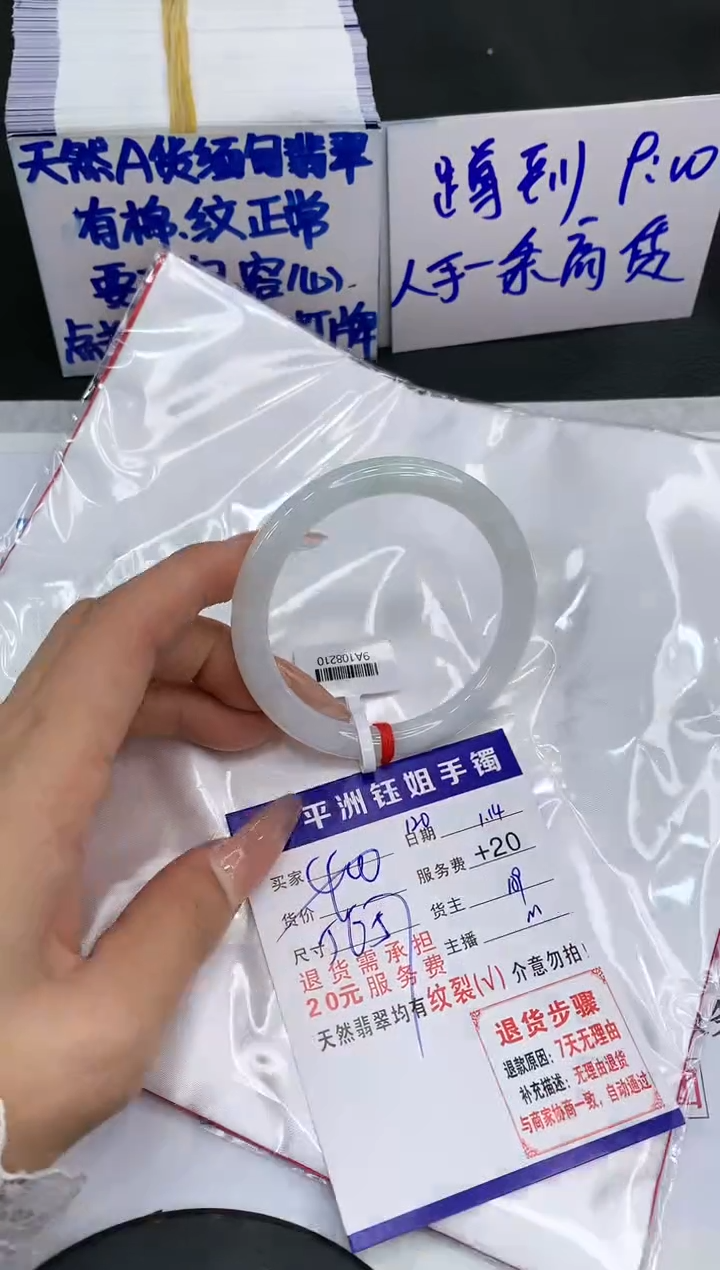 天然A货缅甸翡翠
有棉.纹正常
蹲到 P:10
人手一条高货
9A108210
平洲钰姐手镯
日期 1.14
买家
服务费 +20
货价
货主
尺寸
主播 m
退货需承担
20元服务费
天然翡翠均有纹裂(√) 介意勿拍!
退货步骤
退款原因: 7天无理由
补充描述: 无理由退货
与商家协商一致, 自动通过